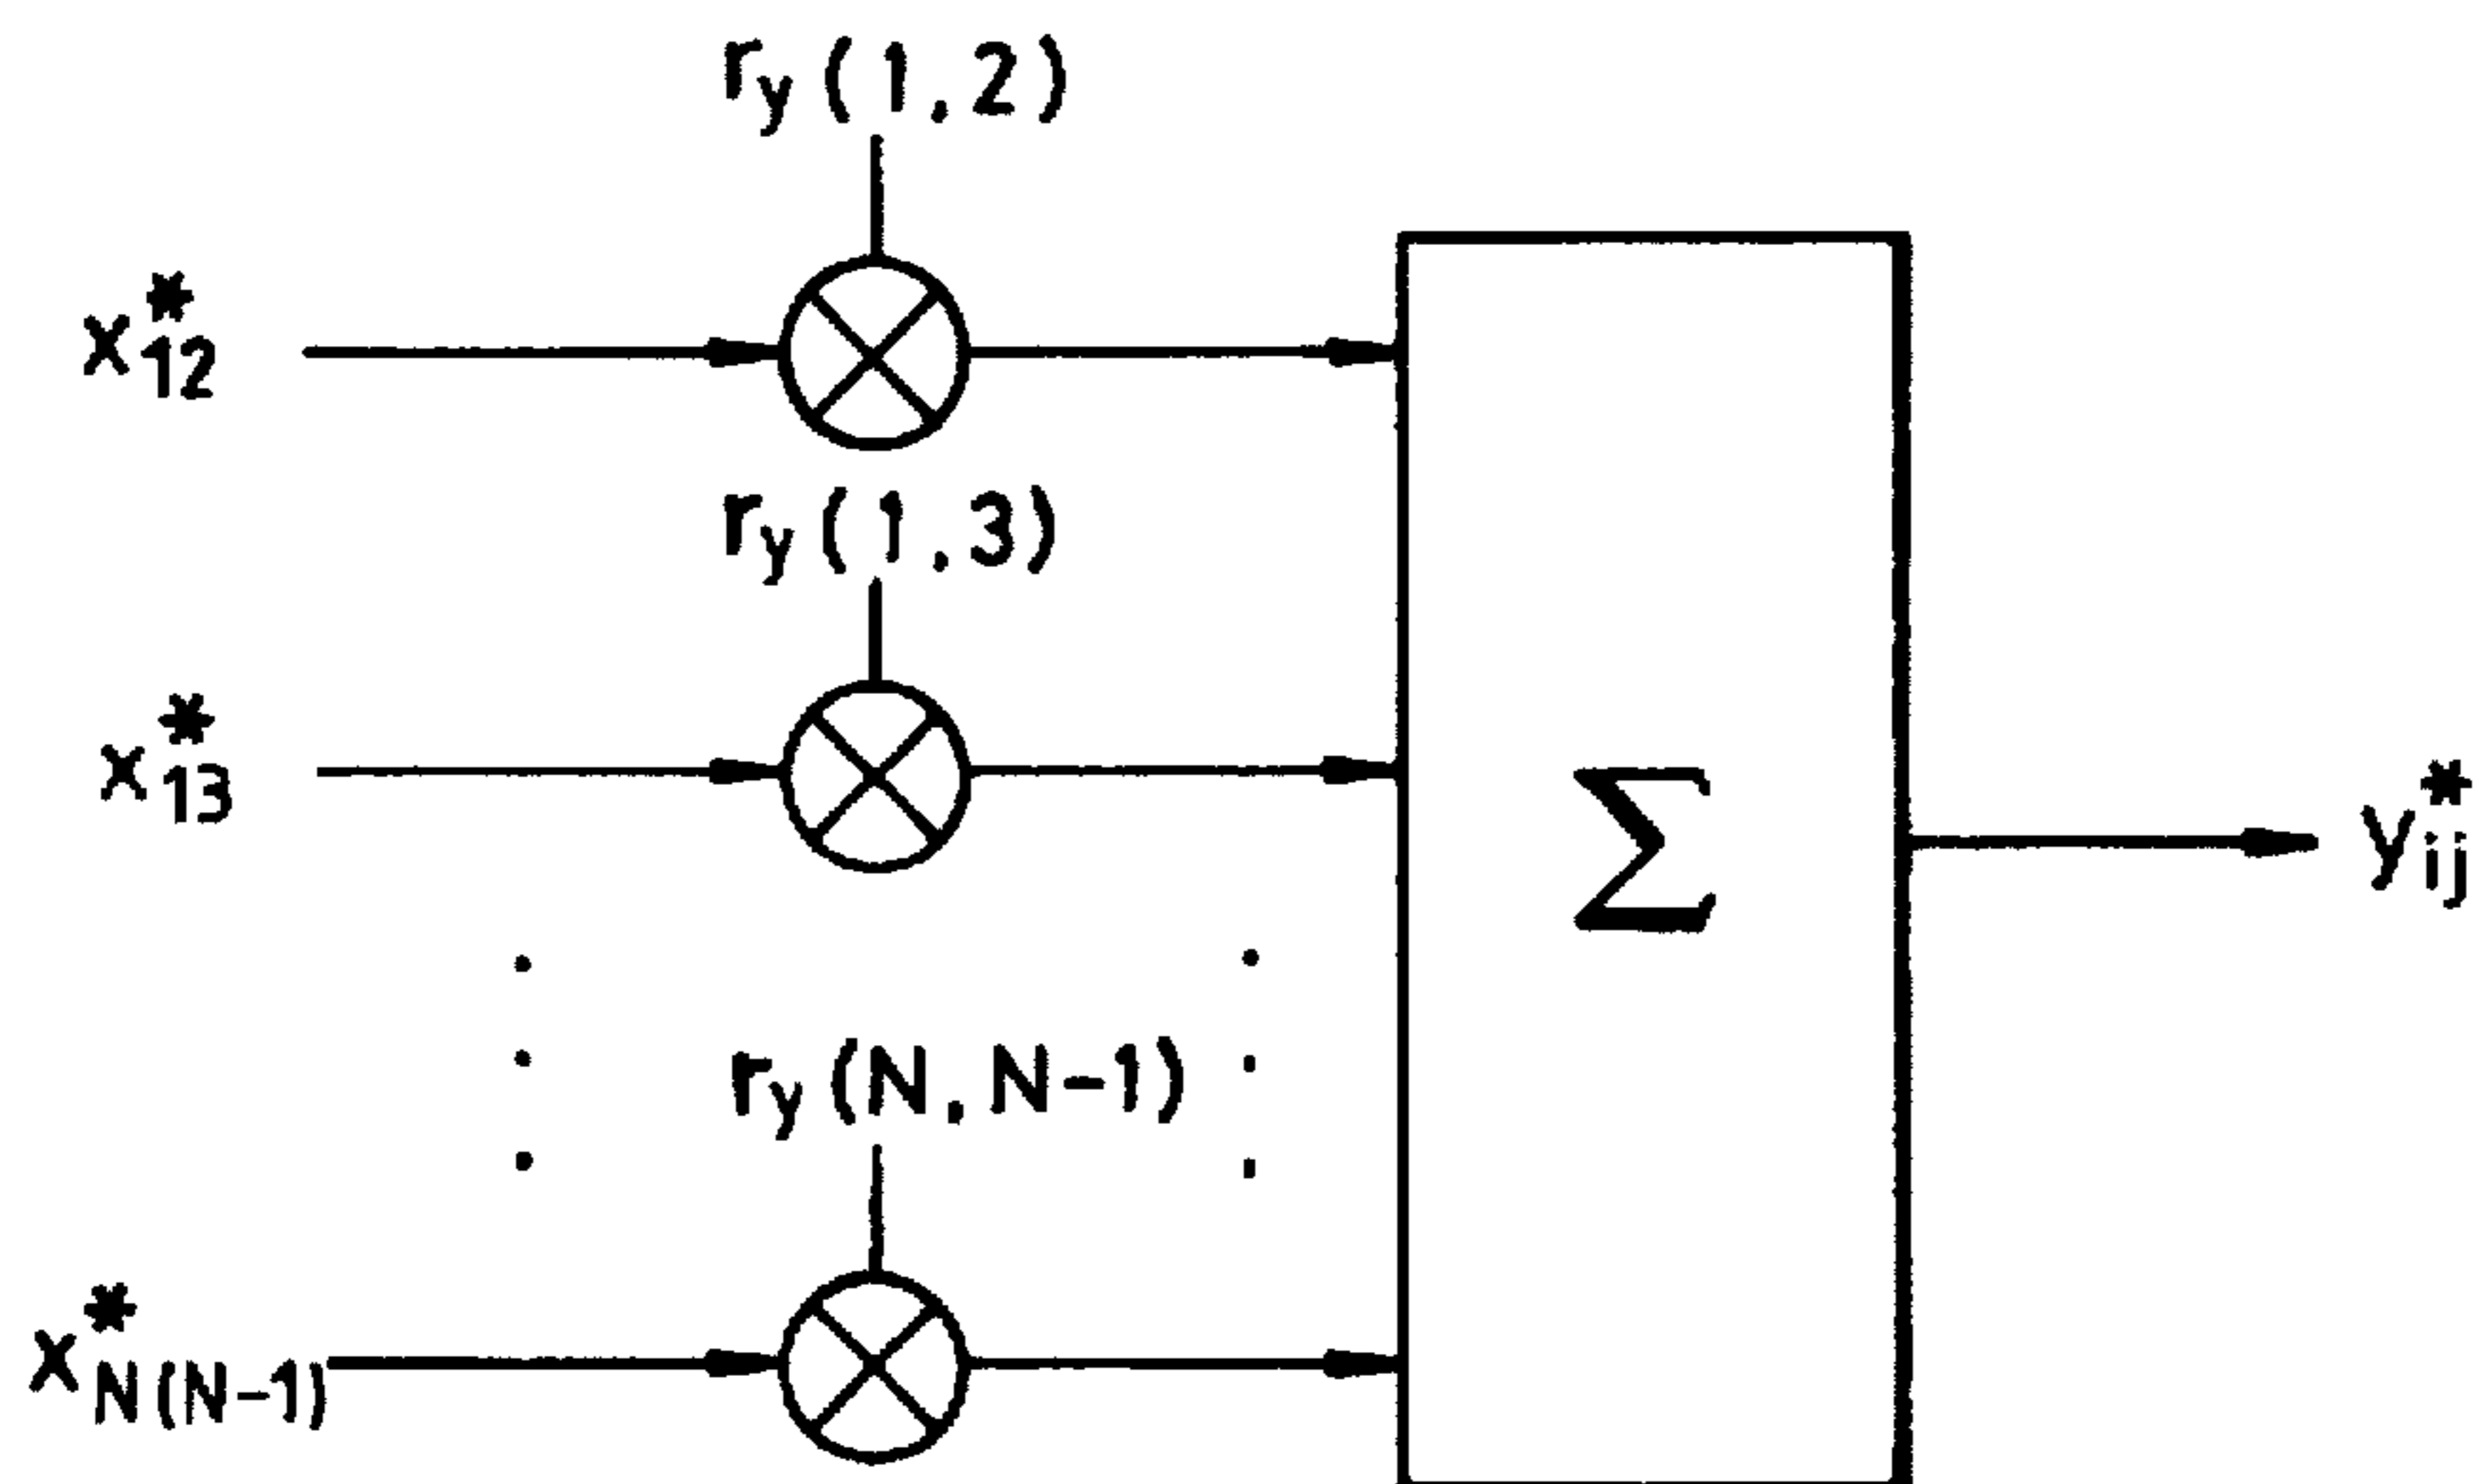 r_y(1,2)
x*_12
r_y(1,3)
x*_13
Σ
y*_ij
r_y(N,N-1)
x*_N(N-1)